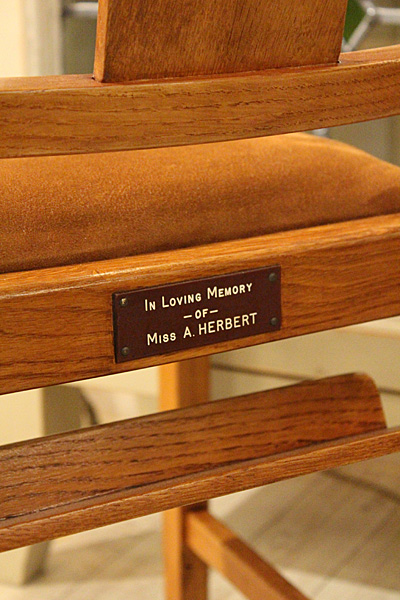 In Loving Memory
—OF—
Miss A. HERBERT